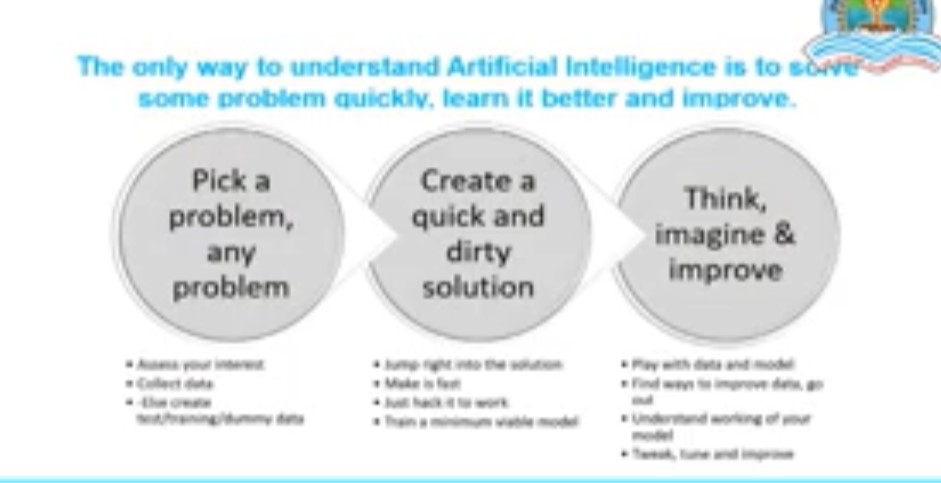 The only way to understand Artificial Intelligence is to solve
some problem quickly, learn it better and improve.
Pick a
problem,
any
problem
• Assess your interest
• Collect data
• -Else create
test/training/dummy data
Create a
quick and
dirty
solution
• Jump right into the solution
• Make is fast
• Just hack it to work
• Train a minimum viable model
Think,
imagine &
improve
• Play with data and model
• Find ways to improve data, go
out
• Understand working of your
model
• Tweak, tune and improve